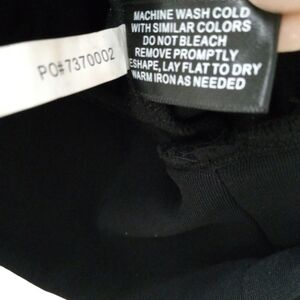 MACHINE WASH COLD
WITH SIMILAR COLORS
DO NOT BLEACH
REMOVE PROMPTLY
ESHAPE, LAY FLAT TO DRY
WARM IRON AS NEEDED
PO#7370002